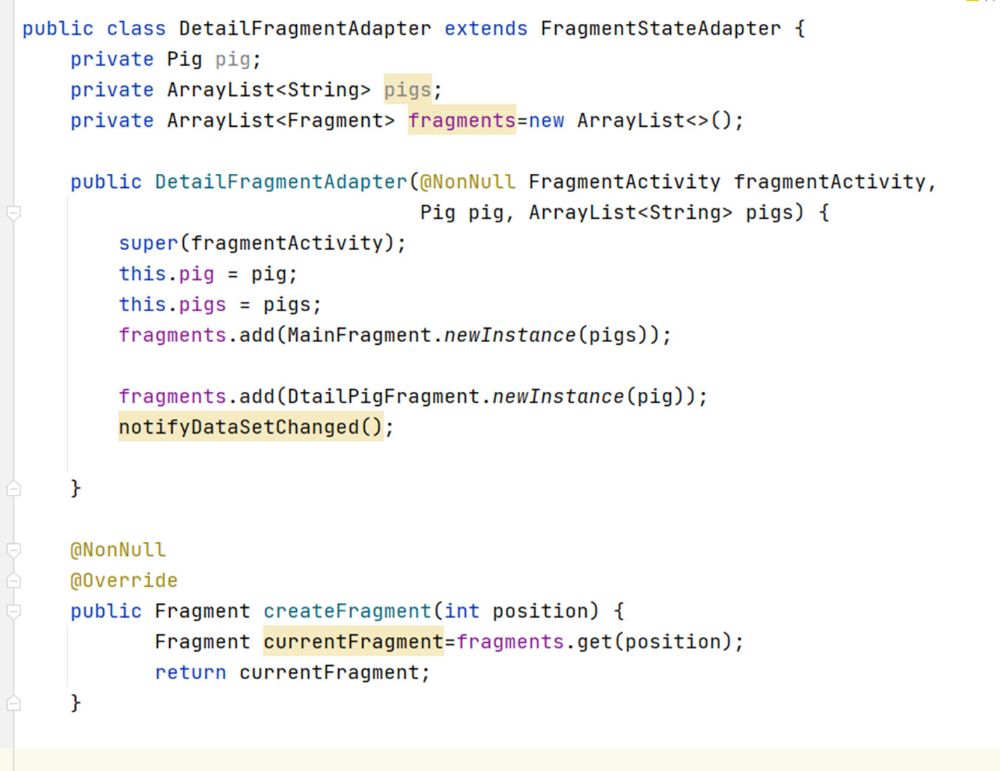 public class DetailFragmentAdapter extends FragmentStateAdapter {
private Pig pig;
private ArrayList<String> pigs;
private ArrayList<Fragment> fragments=new ArrayList<>();
public DetailFragmentAdapter(@NonNull FragmentActivity fragmentActivity,
Pig pig, ArrayList<String> pigs) {
super(fragmentActivity);
this.pig = pig;
this.pigs = pigs;
fragments.add(MainFragment.newInstance(pigs));
fragments.add(DtailPigFragment.newInstance(pig));
notifyDataSetChanged();
}
@NonNull
@Override
public Fragment createFragment(int position) {
Fragment currentFragment=fragments.get(position);
return currentFragment;
}